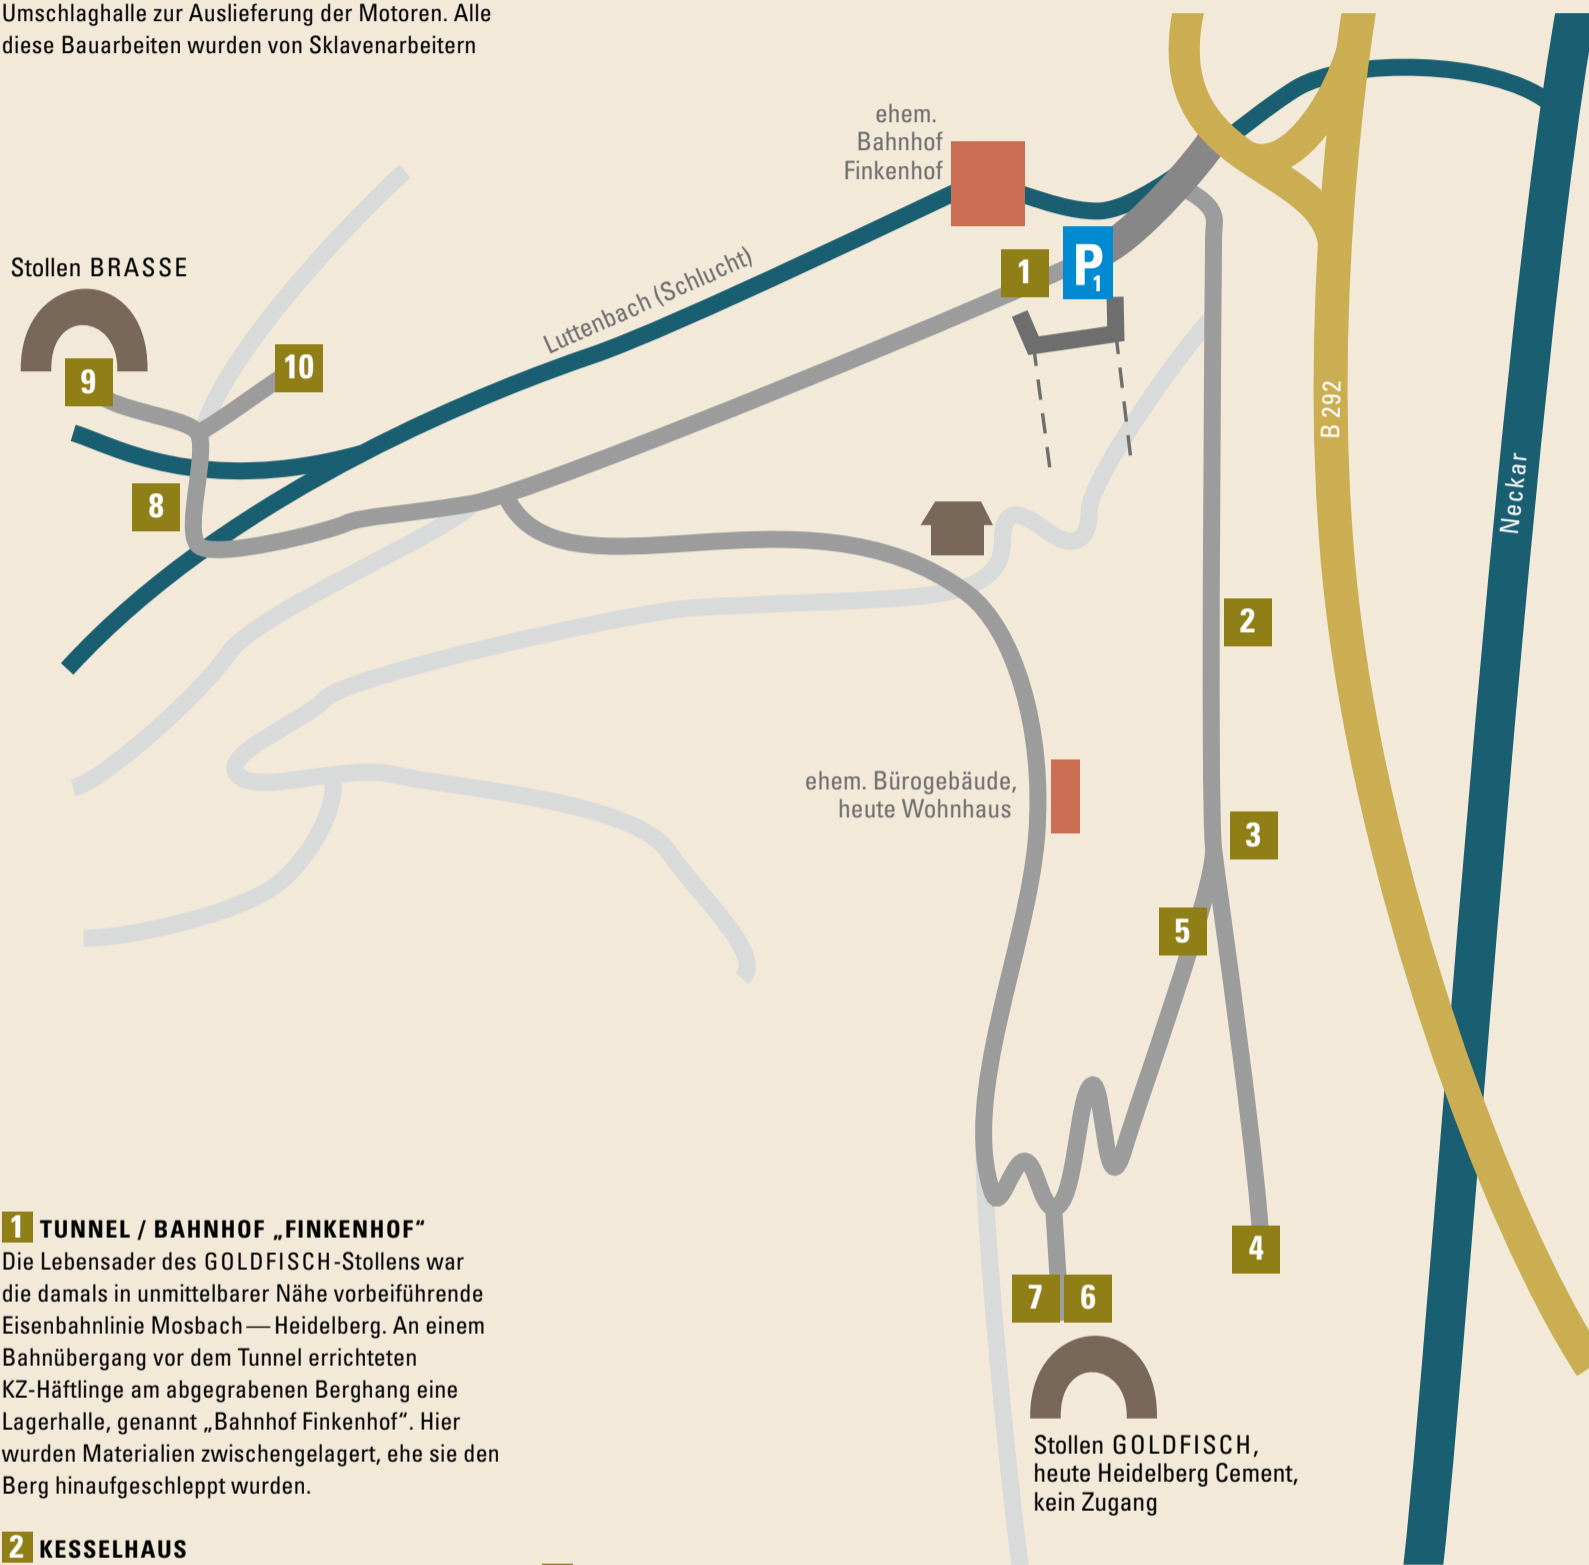 Umschlaghalle zur Auslieferung der Motoren. Alle
diese Bauarbeiten wurden von Sklavenarbeitern
ehem.
Bahnhof
Finkenhof
Stollen BRASSE
Luttenbach (Schlucht)
1
P1
9
10
8
B 292
Neckar
2
ehem. Bürogebäude,
heute Wohnhaus
3
5
4
7
6
Stollen GOLDFISCH,
heute Heidelberg Cement,
kein Zugang
1 TUNNEL / BAHNHOF „FINKENHOF“
Die Lebensader des GOLDFISCH-Stollens war
die damals in unmittelbarer Nähe vorbeiführende
Eisenbahnlinie Mosbach — Heidelberg. An einem
Bahnübergang vor dem Tunnel errichteten
KZ-Häftlinge am abgegrabenen Berghang eine
Lagerhalle, genannt „Bahnhof Finkenhof“. Hier
wurden Materialien zwischengelagert, ehe sie den
Berg hinaufgeschleppt wurden.
2 KESSELHAUS